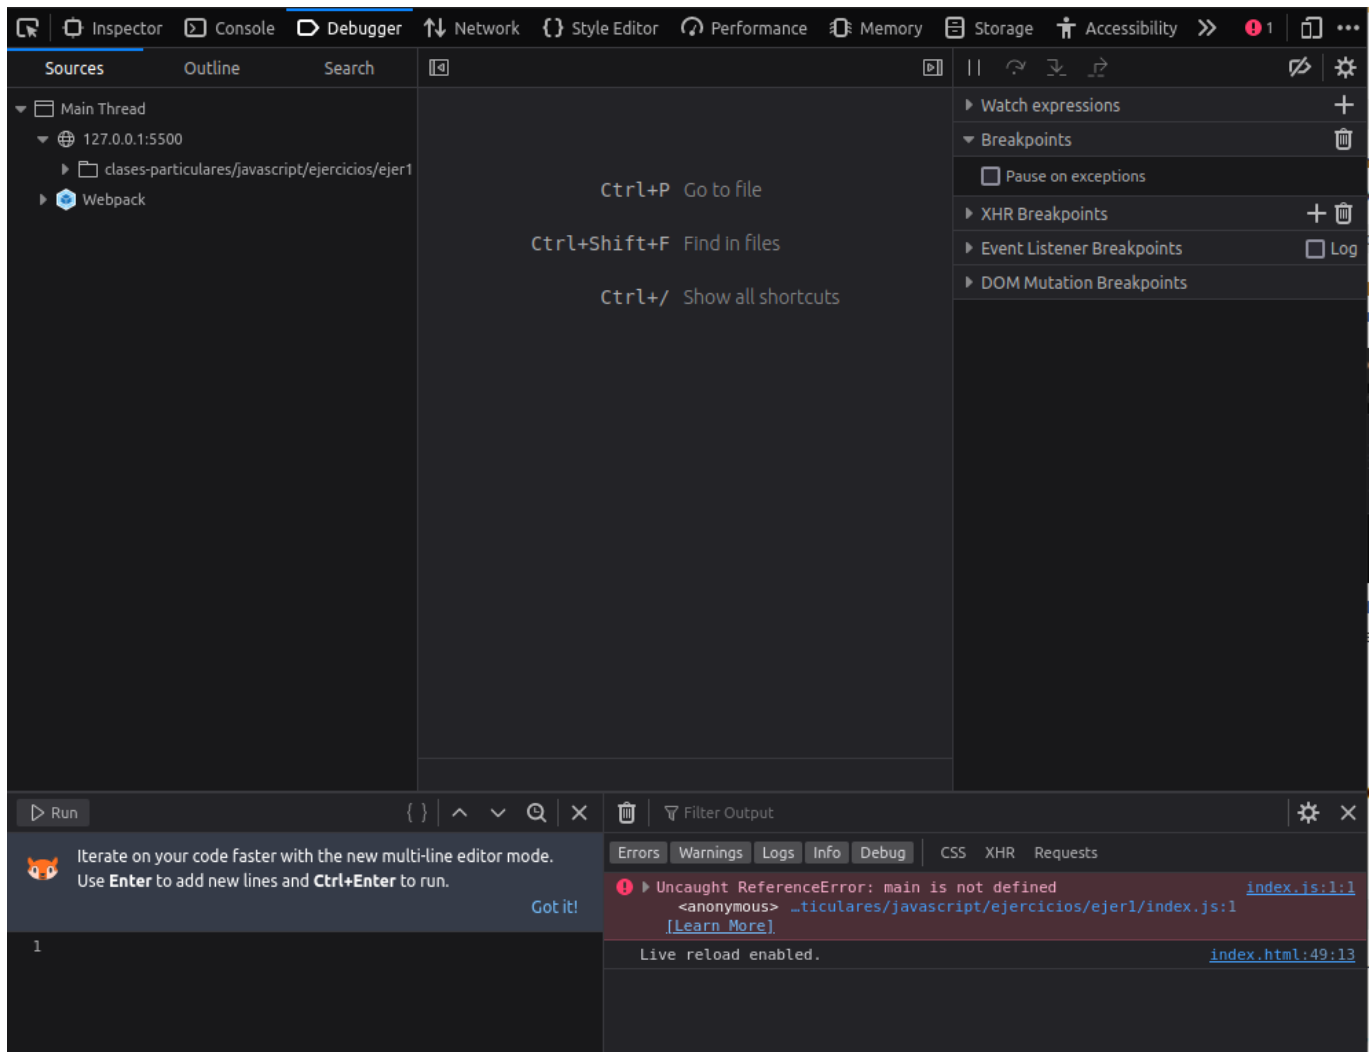 Inspector Console Debugger Network {} Style Editor Performance Memory Storage Accessibility 1
Sources Outline Search
Main Thread
127.0.0.1:5500
clases-particulares/javascript/ejercicios/ejer1
Webpack
Ctrl+P Go to file
Ctrl+Shift+F Find in files
Ctrl+/ Show all shortcuts
Watch expressions
Breakpoints
Pause on exceptions
XHR Breakpoints
Event Listener Breakpoints Log
DOM Mutation Breakpoints
Run { }
Iterate on your code faster with the new multi-line editor mode.
Use Enter to add new lines and Ctrl+Enter to run.
Got it!
1
Filter Output
Errors Warnings Logs Info Debug CSS XHR Requests
Uncaught ReferenceError: main is not defined index.js:1:1
<anonymous> …ticulares/javascript/ejercicios/ejer1/index.js:1
[Learn More]
Live reload enabled. index.html:49:13